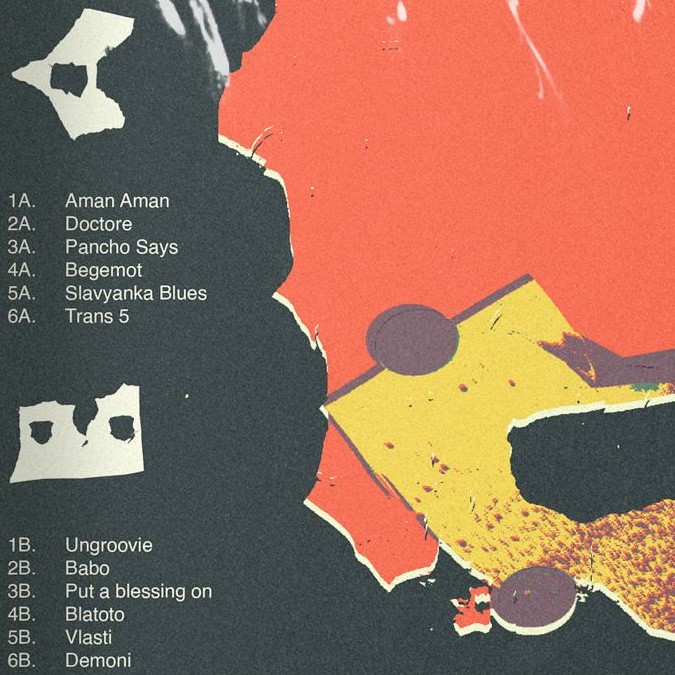 A
1A. Aman Aman
2A. Doctore
3A. Pancho Says
4A. Begemot
5A. Slavyanka Blues
6A. Trans 5
B
1B. Ungroovie
2B. Babo
3B. Put a blessing on
4B. Blatoto
5B. Vlasti
6B. Demoni